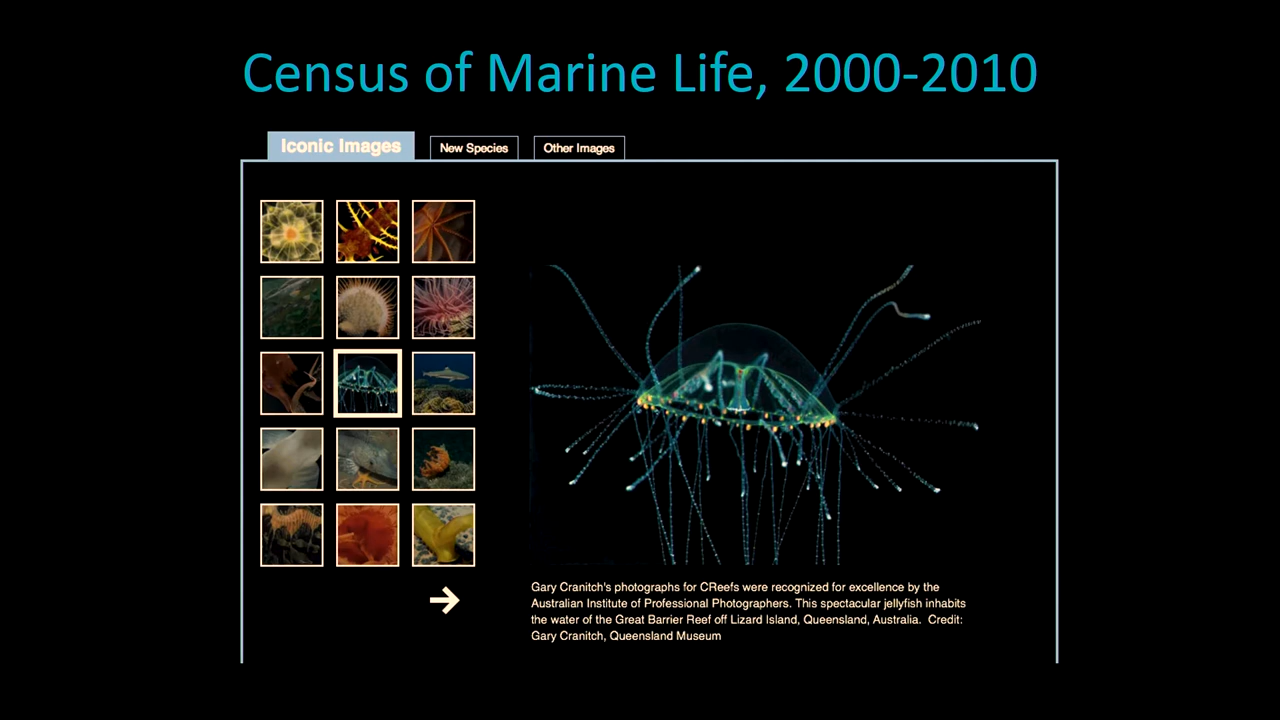 Census of Marine Life, 2000-2010
Iconic Images
New Species
Other Images
Gary Cranitch's photographs for CReefs were recognized for excellence by the
Australian Institute of Professional Photographers. This spectacular jellyfish inhabits
the water of the Great Barrier Reef off Lizard Island, Queensland, Australia.  Credit:
Gary Cranitch, Queensland Museum